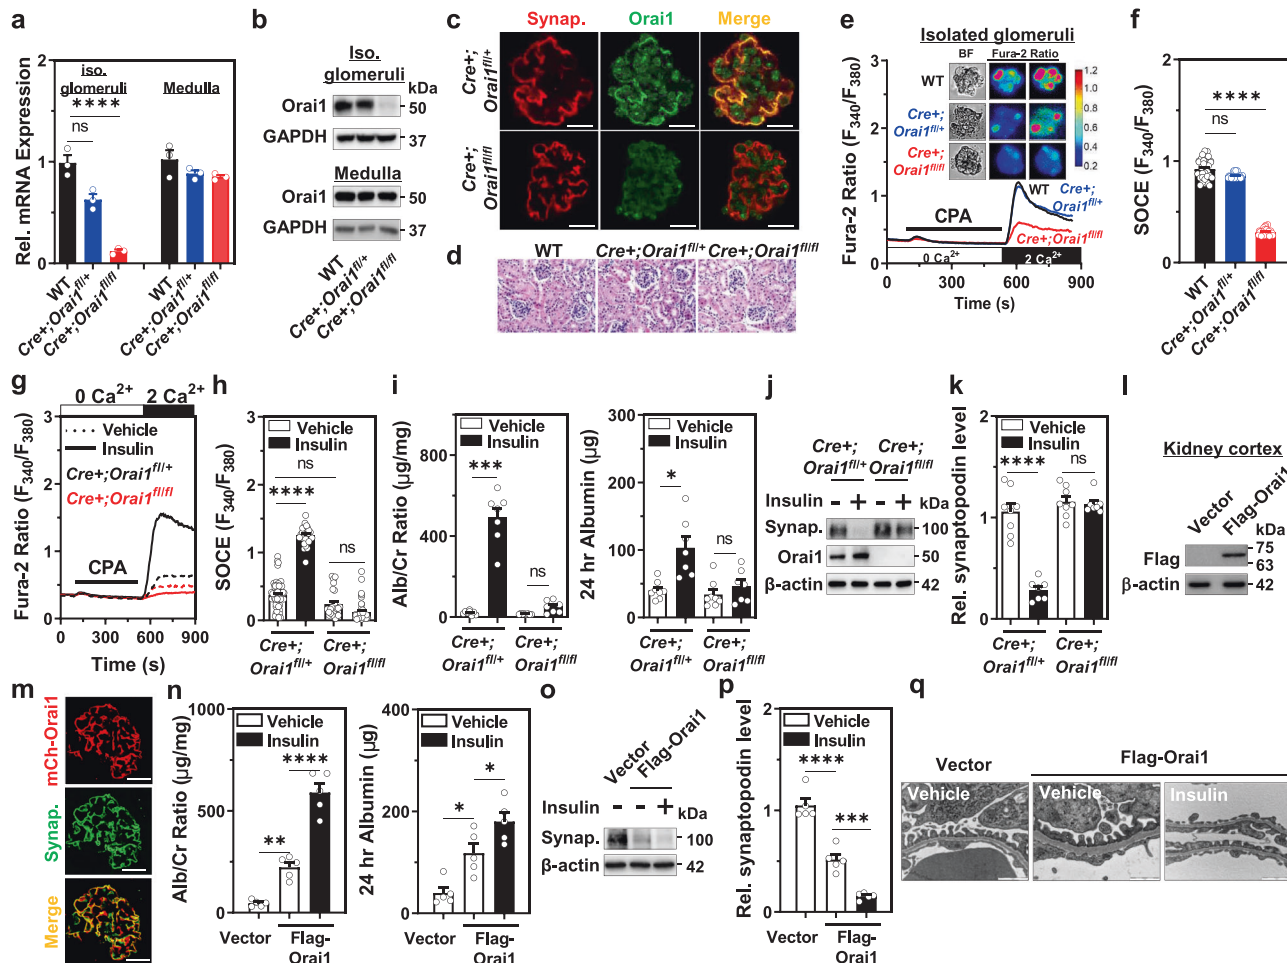 a
iso.
glomeruli
Medulla
****
ns
Rel. mRNA Expression
2
1
0
WT
Cre+;Orai1fl/+
Cre+;Orai1fl/fl
WT
Cre+;Orai1fl/+
Cre+;Orai1fl/fl
b
Iso.
glomeruli
kDa
Orai1
50
GAPDH
37
Medulla
Orai1
50
GAPDH
37
WT
Cre+;Orai1fl/+
Cre+;Orai1fl/fl
c
Synap.
Orai1
Merge
Cre+;
Orai1fl/+
Cre+;
Orai1fl/fl
d
WT
Cre+;Orai1fl/+
Cre+;Orai1fl/fl
e
Isolated glomeruli
BF
Fura-2 Ratio
WT
Cre+;
Orai1fl/+
Cre+;
Orai1fl/fl
1.2
1.0
0.8
0.6
0.4
0.2
Fura-2 Ratio (F340/F380)
3
2
1
0
CPA
WT
Cre+;
Orai1fl/+
Cre+;Orai1fl/fl
0 Ca2+
2 Ca2+
0
300
600
900
Time (s)
f
SOCE (F340/F380)
2.0
1.5
1.0
0.5
0.0
****
ns
WT
Cre+;Orai1fl/+
Cre+;Orai1fl/fl
g
0 Ca2+
2 Ca2+
Vehicle
Insulin
Cre+;Orai1fl/+
Cre+;Orai1fl/fl
Fura-2 Ratio (F340/F380)
3
2
1
0
CPA
0
300
600
900
Time (s)
h
Vehicle
Insulin
SOCE (F340/F380)
3
2
1
0
ns
****
ns
Cre+;
Orai1fl/+
Cre+;
Orai1fl/fl
i
Vehicle
Insulin
Alb/Cr Ratio (µg/mg)
900
600
300
0
***
ns
Cre+;
Orai1fl/+
Cre+;
Orai1fl/fl
Vehicle
Insulin
24 hr Albumin (µg)
300
200
100
0
*
ns
Cre+;
Orai1fl/+
Cre+;
Orai1fl/fl
j
Cre+;
Orai1fl/+
Cre+;
Orai1fl/fl
Insulin - + - + kDa
Synap.
100
Orai1
50
β-actin
42
k
Vehicle
Insulin
Rel. synaptopodin level
2
1
0
****
ns
Cre+;
Orai1fl/+
Cre+;
Orai1fl/fl
l
Kidney cortex
Vector
Flag-Orai1
kDa
75
Flag
63
β-actin
42
m
mCh-Orai1
Synap.
Merge
n
Vehicle
Insulin
Alb/Cr Ratio (µg/mg)
1000
500
0
****
**
Vector
Flag-
Orai1
Vehicle
Insulin
24 hr Albumin (µg)
400
200
0
*
*
Vector
Flag-
Orai1
o
Vector
Flag-Orai1
Insulin - - + kDa
Synap.
100
β-actin
42
p
Vehicle
Insulin
Rel. synaptopodin level
2
1
0
****
***
Vector
Flag-
Orai1
q
Vector
Flag-Orai1
Vehicle
Vehicle
Insulin